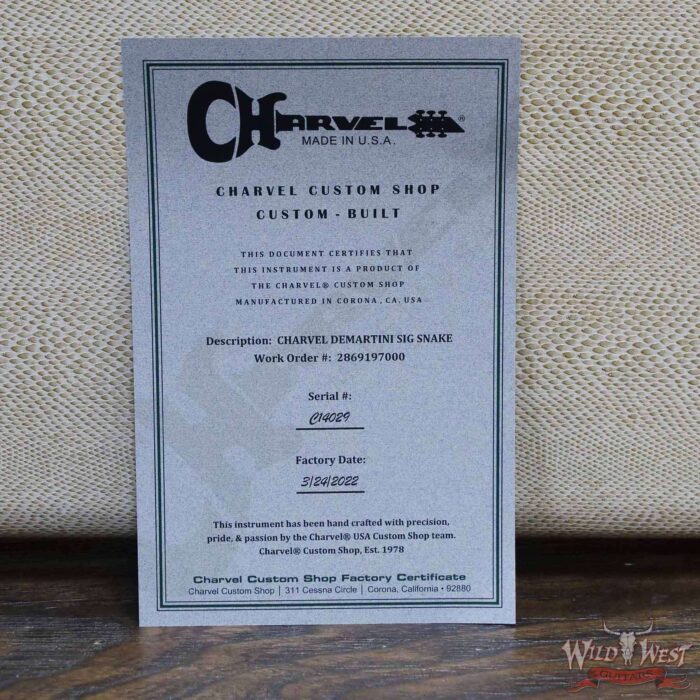 CHARVEL®
MADE IN U.S.A.
CHARVEL CUSTOM SHOP
CUSTOM - BUILT
THIS DOCUMENT CERTIFIES THAT
THIS INSTRUMENT IS A PRODUCT OF
THE CHARVEL® CUSTOM SHOP
MANUFACTURED IN CORONA, CA. USA
Description: CHARVEL DEMARTINI SIG SNAKE
Work Order #: 2869197000
Serial #:
C14029
Factory Date:
3/24/2022
This instrument has been hand crafted with precision,
pride, & passion by the Charvel® USA Custom Shop team.
Charvel® Custom Shop, Est. 1978
Charvel Custom Shop Factory Certificate
Charvel Custom Shop | 311 Cessna Circle | Corona, California • 92880
WILD WEST
GUITARS